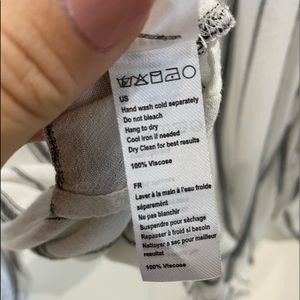 US
Hand wash cold separately
Do not bleach
Hang to dry
Cool iron if needed
Dry Clean for best results
100% Viscose
FR
Laver à la main à l'eau froide
séparément
Ne pas blanchir
Suspendre pour séchage
Repasser à froid si besoin
Nettoyer a sec pour meilleur
resultat
100% Viscose